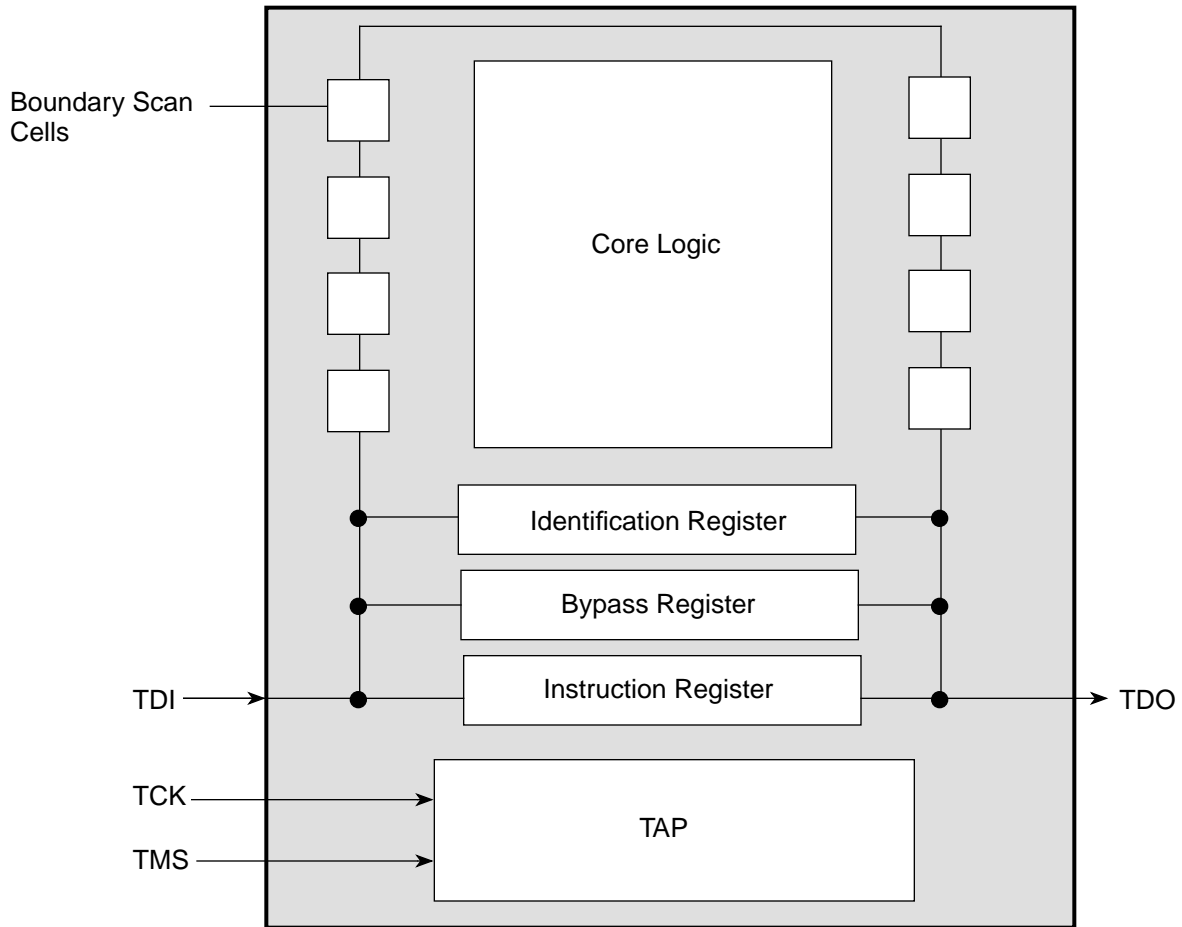 Boundary Scan
Cells
Core Logic
Identification Register
Bypass Register
Instruction Register
TDI
TDO
TCK
TAP
TMS